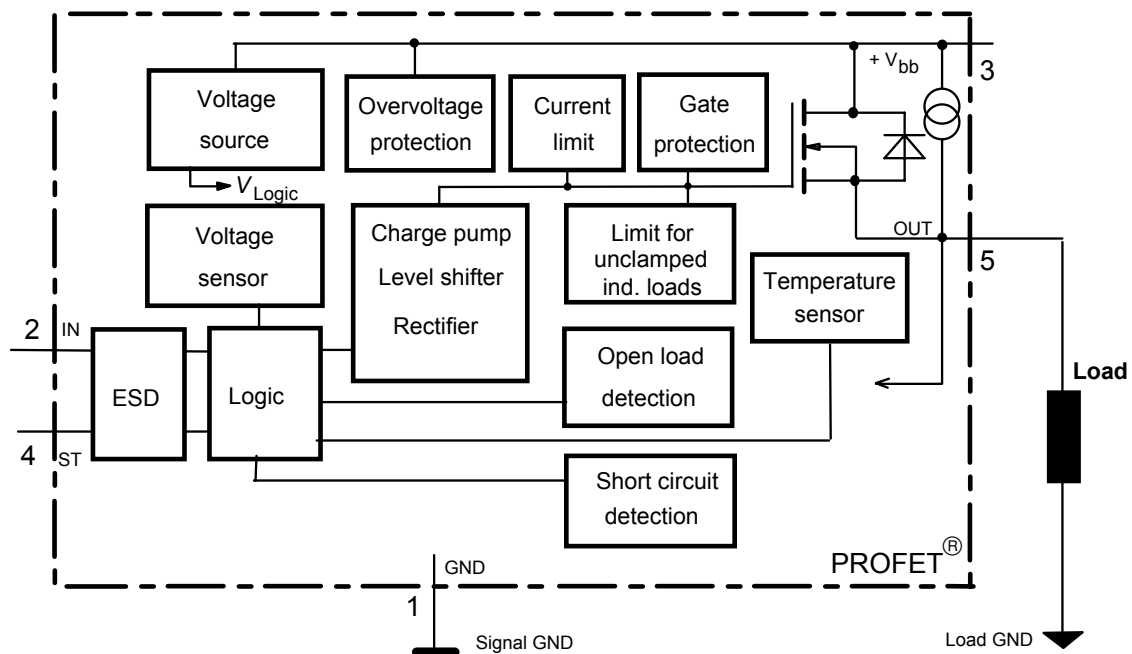 + Vbb
3
Voltage
source
Overvoltage
protection
Current
limit
Gate
protection
VLogic
Voltage
sensor
Charge pump
Level shifter
Rectifier
Limit for
unclamped
ind. loads
OUT
5
Temperature
sensor
2
IN
ESD
Logic
Open load
detection
Load
4
ST
Short circuit
detection
PROFET®
GND
1
Signal GND
Load GND